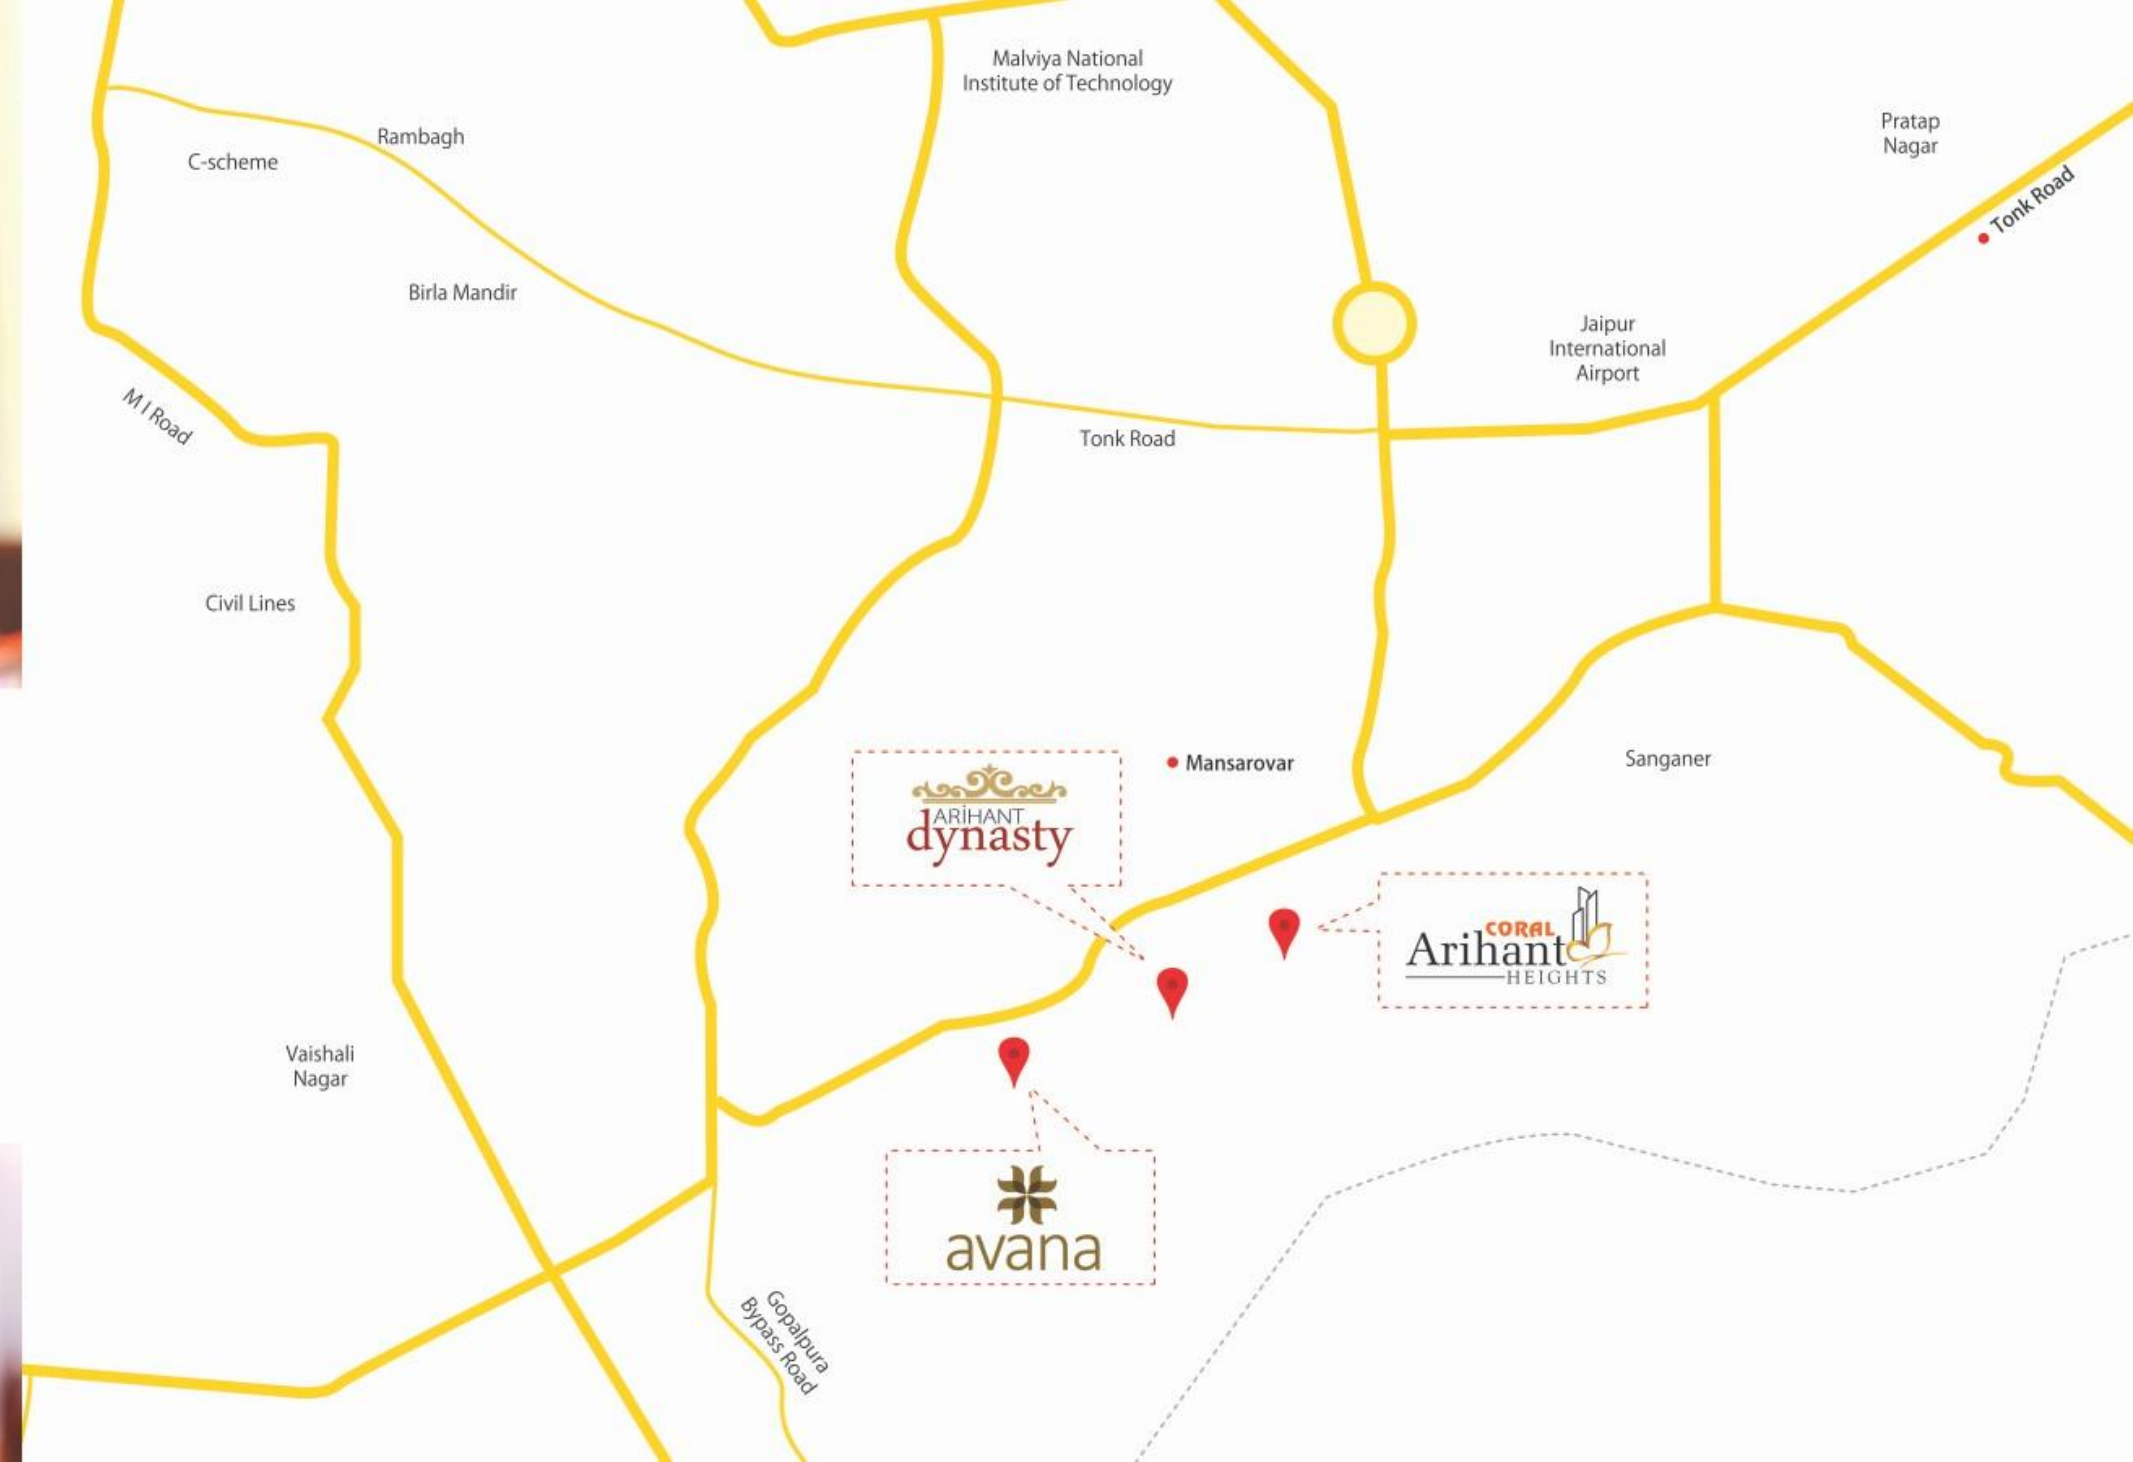 Malviya National
Institute of Technology
Pratap
Nagar
Rambagh
C-scheme
Tonk Road
Birla Mandir
Jaipur
International
Airport
M I Road
Tonk Road
Civil Lines
Mansarovar
Sanganer
ARIHANT
dynasty
CORAL
Arihant
HEIGHTS
Vaishali
Nagar
avana
Gopalpura
Bypass Road